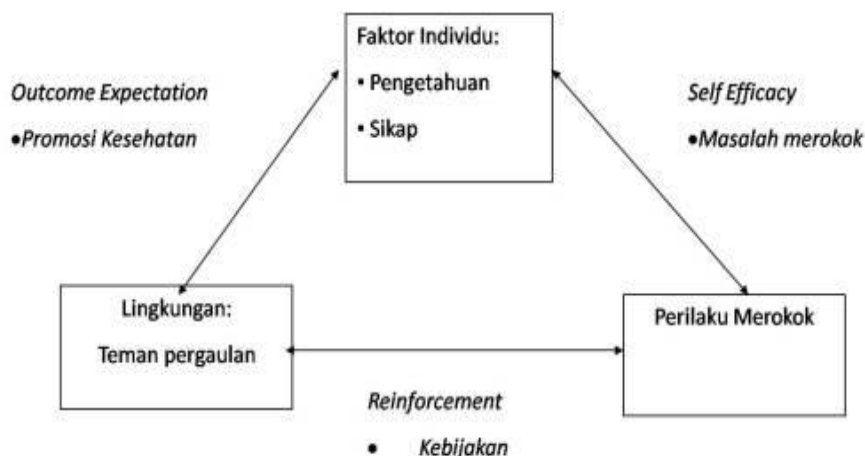 Faktor Individu:
▪ Pengetahuan
▪ Sikap
Outcome Expectation
●Promosi Kesehatan
Self Efficacy
●Masalah merokok
Lingkungan:
Teman pergaulan
Perilaku Merokok
Reinforcement
● Kebijakan